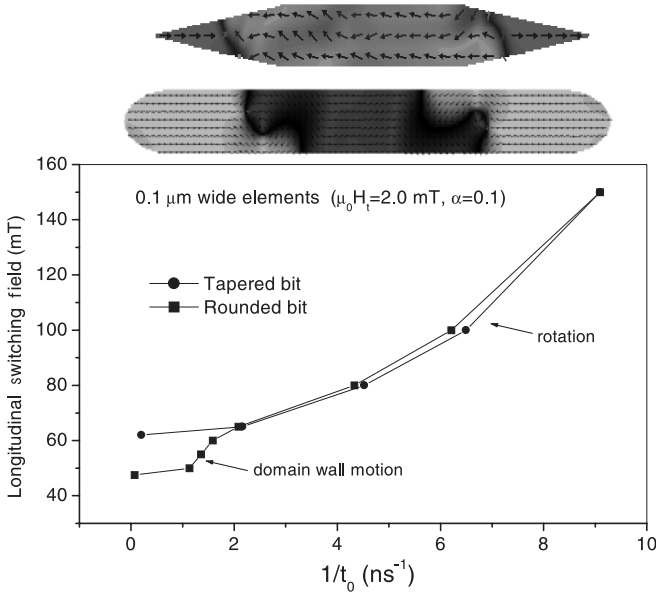 160
0.1 μm wide elements (μ₀Hₜ=2.0 mT, α=0.1)
140
Tapered bit
Rounded bit
120
100
rotation
80
60
domain wall motion
40
Longitudinal switching field (mT)
0 2 4 6 8 10
1/t₀ (ns⁻¹)